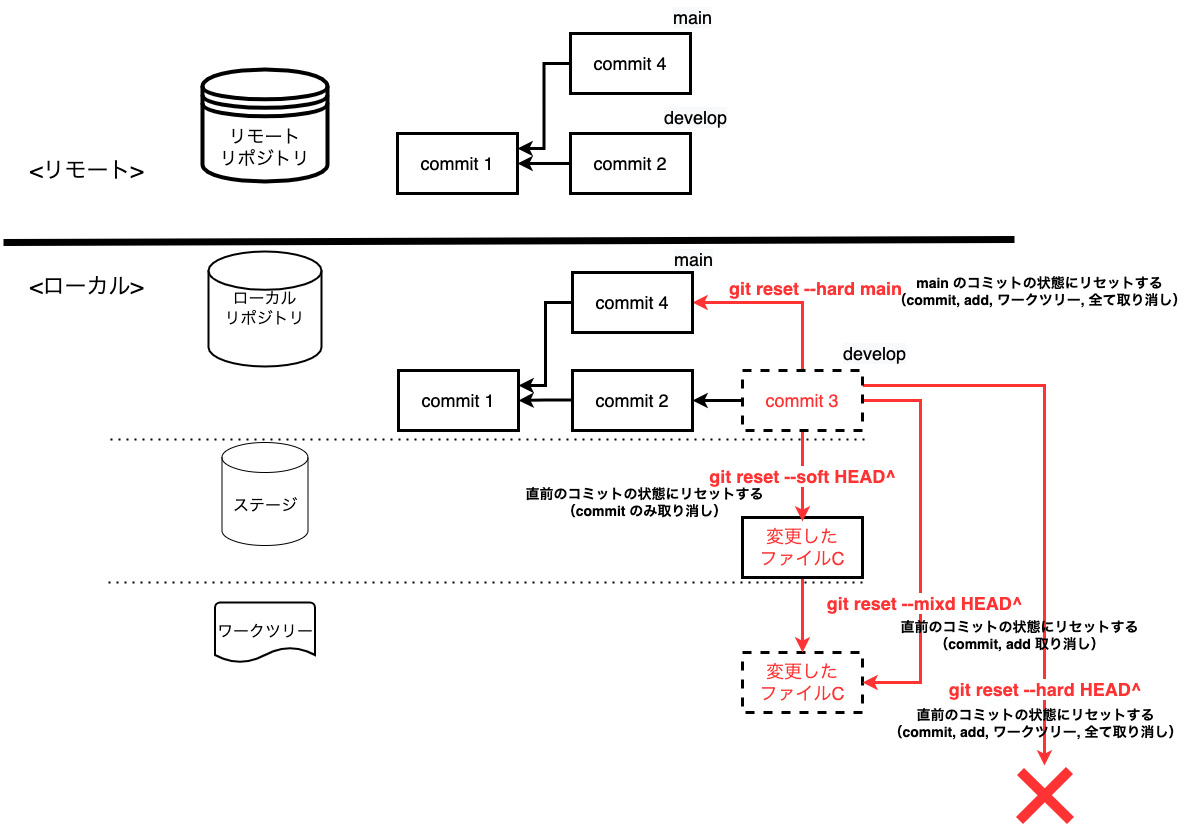 main
commit 4
develop
リモート
リポジトリ
<リモート>
commit 1
commit 2
main
<ローカル>
ローカル
リポジトリ
commit 4
git reset --hard main
main のコミットの状態にリセットする
（commit, add, ワークツリー, 全て取り消し）
develop
commit 1
commit 2
commit 3
git reset --soft HEAD^
直前のコミットの状態にリセットする
（commit のみ取り消し）
ステージ
変更した
ファイルC
git reset --mixd HEAD^
直前のコミットの状態にリセットする
（commit, add 取り消し）
ワークツリー
変更した
ファイルC
git reset --hard HEAD^
直前のコミットの状態にリセットする
（commit, add, ワークツリー, 全て取り消し）